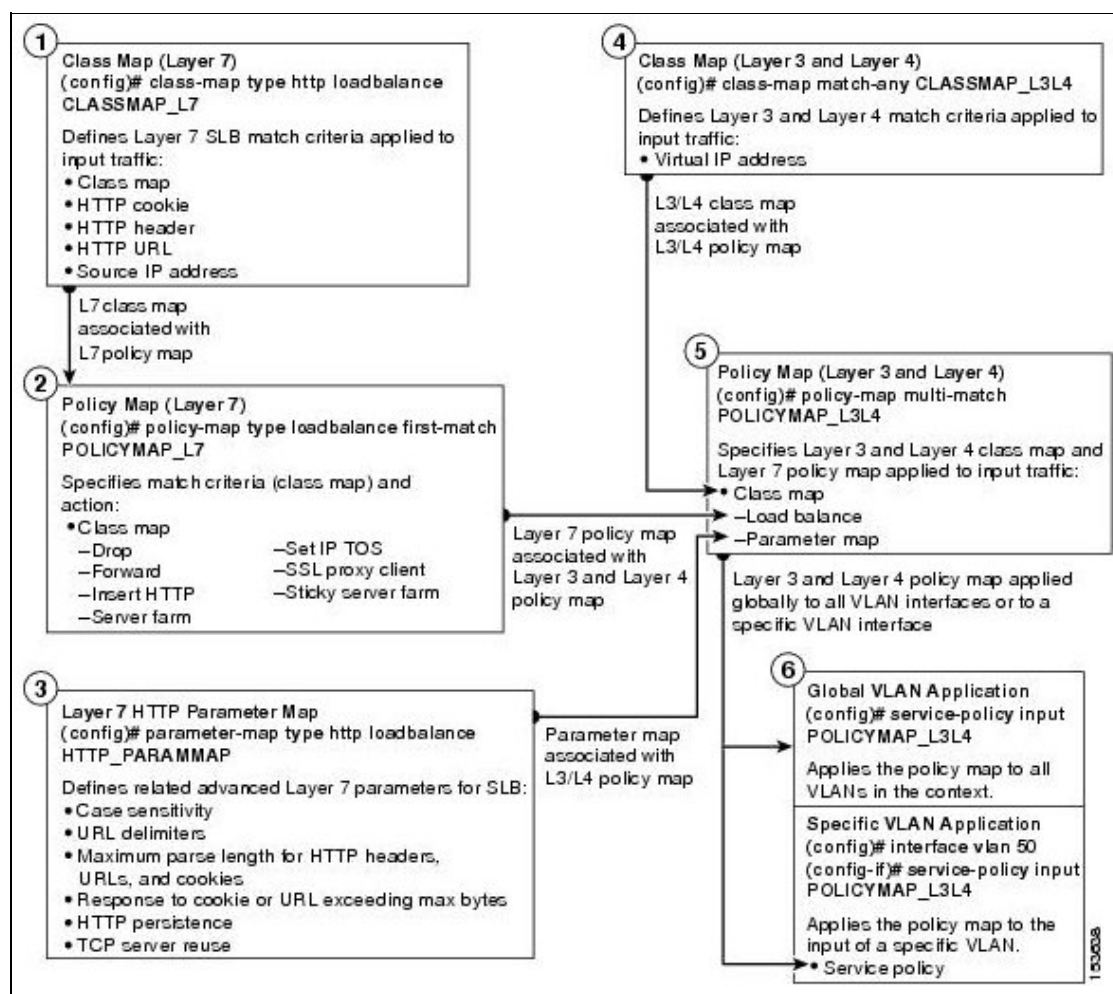 1
Class Map (Layer 7)
(config)# class-map type http loadbalance
CLASSMAP_L7
Defines Layer 7 SLB match criteria applied to
input traffic:
• Class map
• HTTP cookie
• HTTP header
• HTTP URL
• Source IP address
L7 class map
associated with
L7 policy map
2
Policy Map (Layer 7)
(config)# policy-map type loadbalance first-match
POLICYMAP_L7
Specifies match criteria (class map) and
action:
• Class map
–Drop
–Forward
–Insert HTTP
–Server farm
–Set IP TOS
–SSL proxy client
–Sticky server farm
Layer 7 policy map
associated with
Layer 3 and Layer 4
policy map
3
Layer 7 HTTP Parameter Map
(config)# parameter-map type http loadbalance
HTTP_PARAMMAP
Defines related advanced Layer 7 parameters for SLB:
• Case sensitivity
• URL delimiters
• Maximum parse length for HTTP headers,
URLs, and cookies
• Response to cookie or URL exceeding max bytes
• HTTP persistence
• TCP server reuse
Parameter map
associated with
L3/L4 policy map
4
Class Map (Layer 3 and Layer 4)
(config)# class-map match-any CLASSMAP_L3L4
Defines Layer 3 and Layer 4 match criteria applied to
input traffic:
• Virtual IP address
L3/L4 class map
associated with
L3/L4 policy map
5
Policy Map (Layer 3 and Layer 4)
(config)# policy-map multi-match
POLICYMAP_L3L4
Specifies Layer 3 and Layer 4 class map and
Layer 7 policy map applied to input traffic:
• Class map
–Load balance
–Parameter map
Layer 3 and Layer 4 policy map applied
globally to all VLAN interfaces or to a
specific VLAN interface
6
Global VLAN Application
(config)# service-policy input
POLICYMAP_L3L4
Applies the policy map to all
VLANs in the context.
Specific VLAN Application
(config)# interface vlan 50
(config-if)# service-policy input
POLICYMAP_L3L4
Applies the policy map to the
input of a specific VLAN.
• Service policy